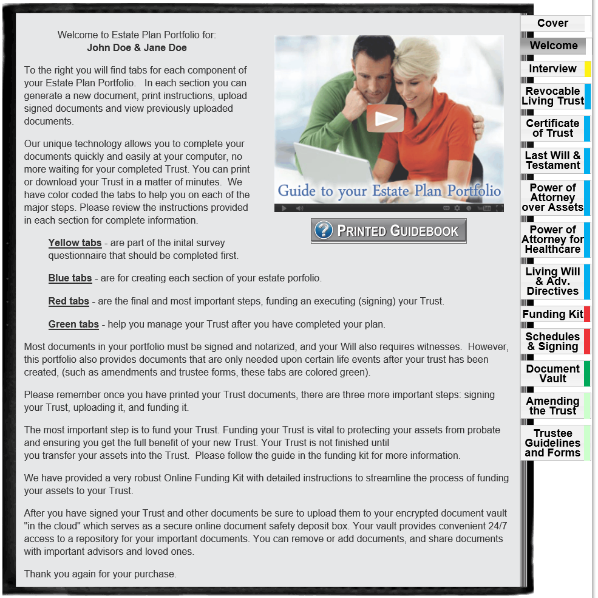 Welcome to Estate Plan Portfolio for:
John Doe & Jane Doe
To the right you will find tabs for each component of
your Estate Plan Portfolio. In each section you can
generate a new document, print instructions, upload
signed documents and view previously uploaded
documents.
Our unique technology allows you to complete your
documents quickly and easily at your computer, no
more waiting for your completed Trust. You can print
or download your Trust in a matter of minutes. We
have color coded the tabs to help you on each of the
major steps. Please review the instructions provided
in each section for complete information.
Guide to your Estate Plan Portfolio
PRINTED GUIDEBOOK
Yellow tabs - are part of the inital survey
questionnaire that should be completed first.
Blue tabs - are for creating each section of your estate porfolio.
Red tabs - are the final and most important steps, funding an executing (signing) your Trust.
Green tabs - help you manage your Trust after you have completed your plan.
Most documents in your portfolio must be signed and notarized, and your Will also requires witnesses. However,
this portfolio also provides documents that are only needed upon certain life events after your trust has been
created, (such as amendments and trustee forms, these tabs are colored green).
Please remember once you have printed your Trust documents, there are three more important steps: signing
your Trust, uploading it, and funding it.
The most important step is to fund your Trust. Funding your Trust is vital to protecting your assets from probate
and ensuring you get the full benefit of your new Trust. Your Trust is not finished until
you transfer your assets into the Trust. Please follow the guide in the funding kit for more information.
We have provided a very robust Online Funding Kit with detailed instructions to streamline the process of funding
your assets to your Trust.
After you have signed your Trust and other documents be sure to upload them to your encrypted document vault
"in the cloud" which serves as a secure online document safety deposit box. Your vault provides convenient 24/7
access to a repository for your important documents. You can remove or add documents, and share documents
with important advisors and loved ones.
Thank you again for your purchase.
Cover
Welcome
Interview
Revocable
Living Trust
Certificate
of Trust
Last Will &
Testament
Power of
Attorney
over Assets
Power of
Attorney for
Healthcare
Living Will
& Adv.
Directives
Funding Kit
Schedules
& Signing
Document
Vault
Amending
the Trust
Trustee
Guidelines
and Forms